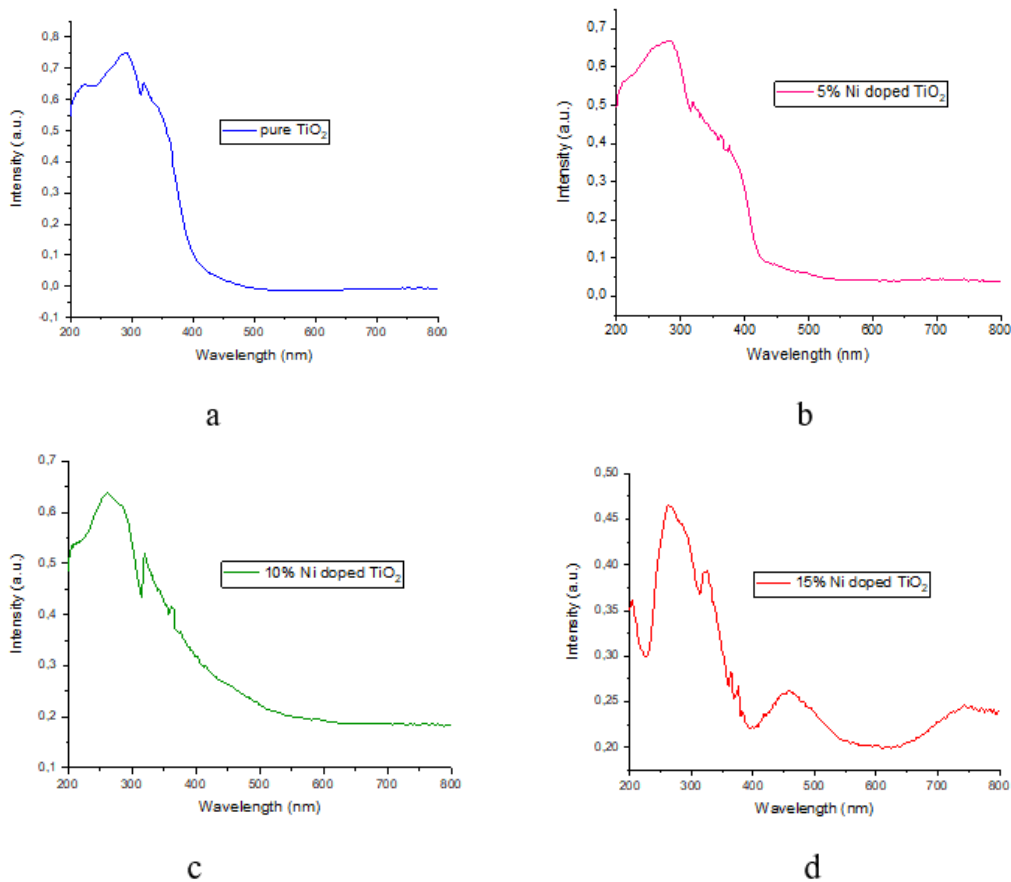 0,8
0,7
0,6
0,5
0,4
0,3
0,2
0,1
0,0
-0,1
Intensity (a.u.)
pure TiO₂
200 300 400 500 600 700 800
Wavelength (nm)
a
0,7
0,6
0,5
0,4
0,3
0,2
0,1
0,0
Intensity (a.u.)
5% Ni doped TiO₂
200 300 400 500 600 700 800
Wavelength (nm)
b
0,7
0,6
0,5
0,4
0,3
0,2
0,1
Intensity (a.u.)
10% Ni doped TiO₂
200 300 400 500 600 700 800
Wavelength (nm)
c
0,50
0,45
0,40
0,35
0,30
0,25
0,20
Intensity (a.u.)
15% Ni doped TiO₂
200 300 400 500 600 700 800
Wavelength (nm)
d